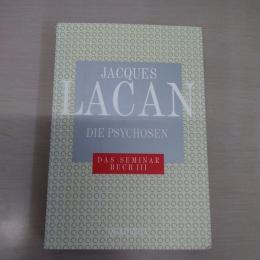 JACQUES
LACAN
DIE PSYCHOSEN
DAS SEMINAR
BUCH III